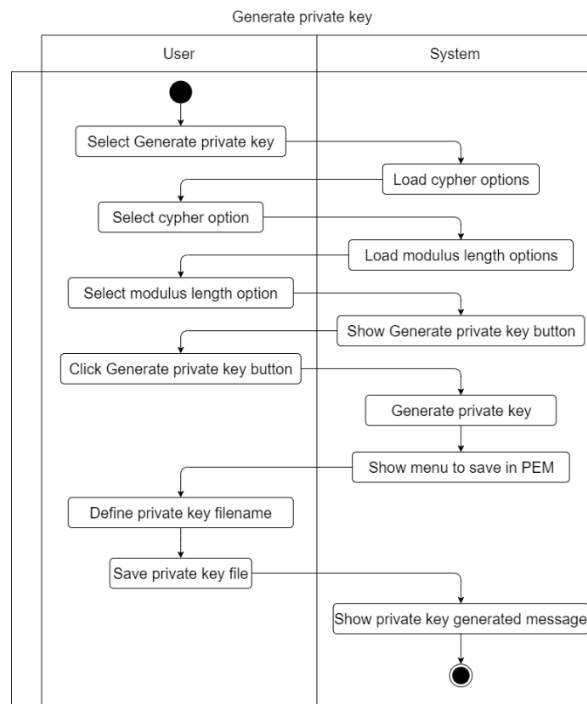 Generate private key
User
System
Select Generate private key
Load cypher options
Select cypher option
Load modulus length options
Select modulus length option
Show Generate private key button
Click Generate private key button
Generate private key
Show menu to save in PEM
Define private key filename
Save private key file
Show private key generated message